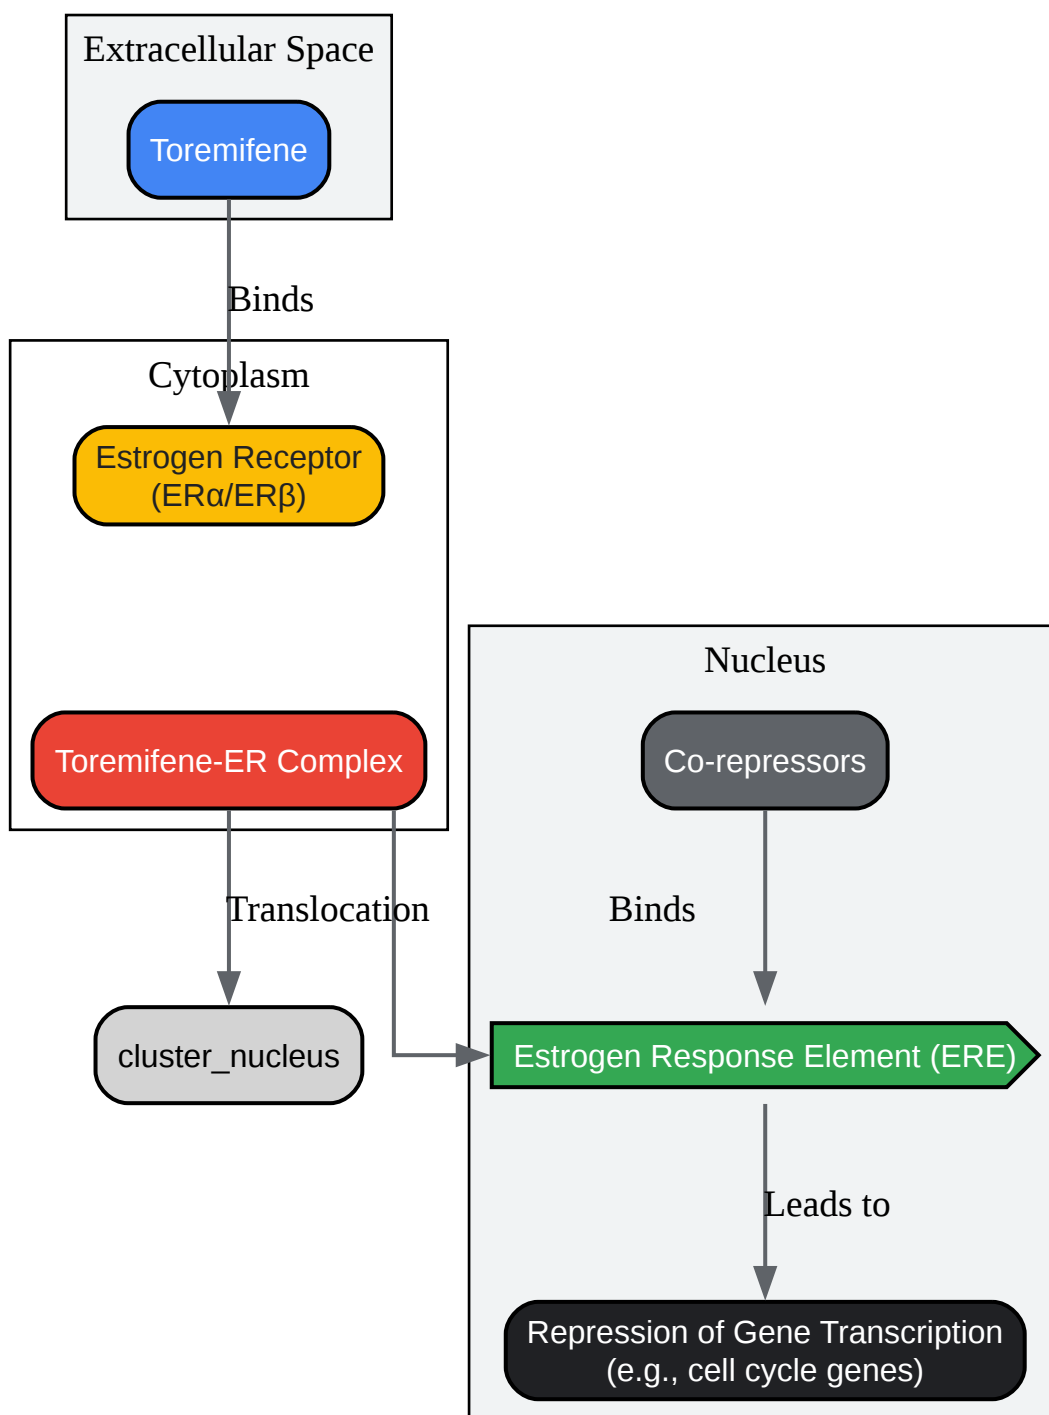 Extracellular Space
Toremifene
Binds
Cytoplasm
Estrogen Receptor
(ERα/ERβ)
Nucleus
Toremifene-ER Complex
Co-repressors
Translocation
Binds
cluster_nucleus
Estrogen Response Element (ERE)
Leads to
Repression of Gene Transcription
(e.g., cell cycle genes)